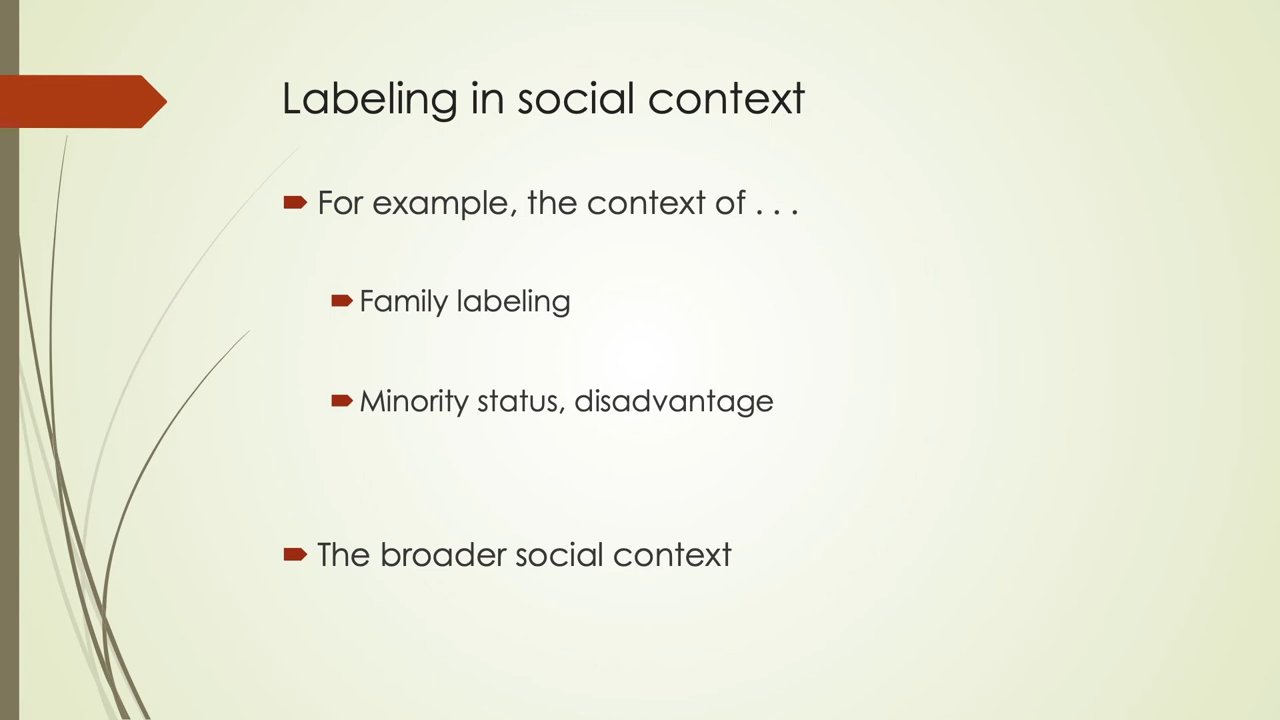 Labeling in social context
For example, the context of . . .
Family labeling
Minority status, disadvantage
The broader social context